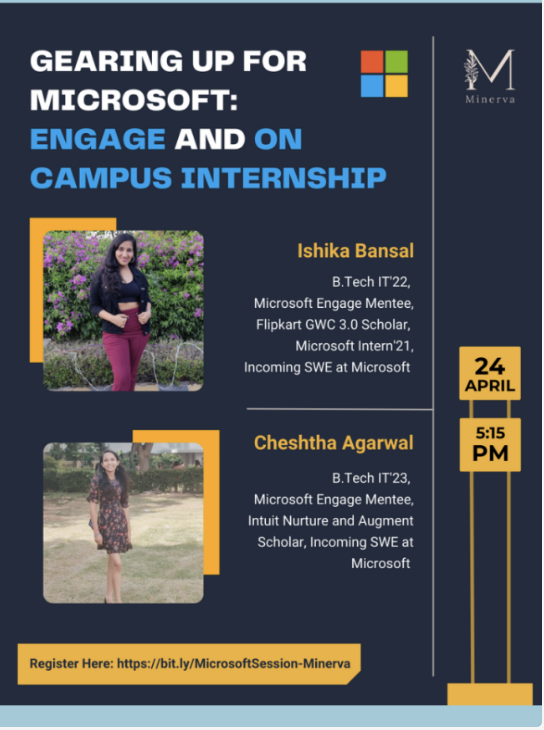 GEARING UP FOR
MICROSOFT:
ENGAGE AND ON
CAMPUS INTERNSHIP
M
Minerva
Ishika Bansal
B.Tech IT'22,
Microsoft Engage Mentee,
Flipkart GWC 3.0 Scholar,
Microsoft Intern'21,
Incoming SWE at Microsoft
24
APRIL
5:15
PM
Cheshtha Agarwal
B.Tech IT'23,
Microsoft Engage Mentee,
Intuit Nurture and Augment
Scholar, Incoming SWE at
Microsoft
Register Here: https://bit.ly/MicrosoftSession-Minerva